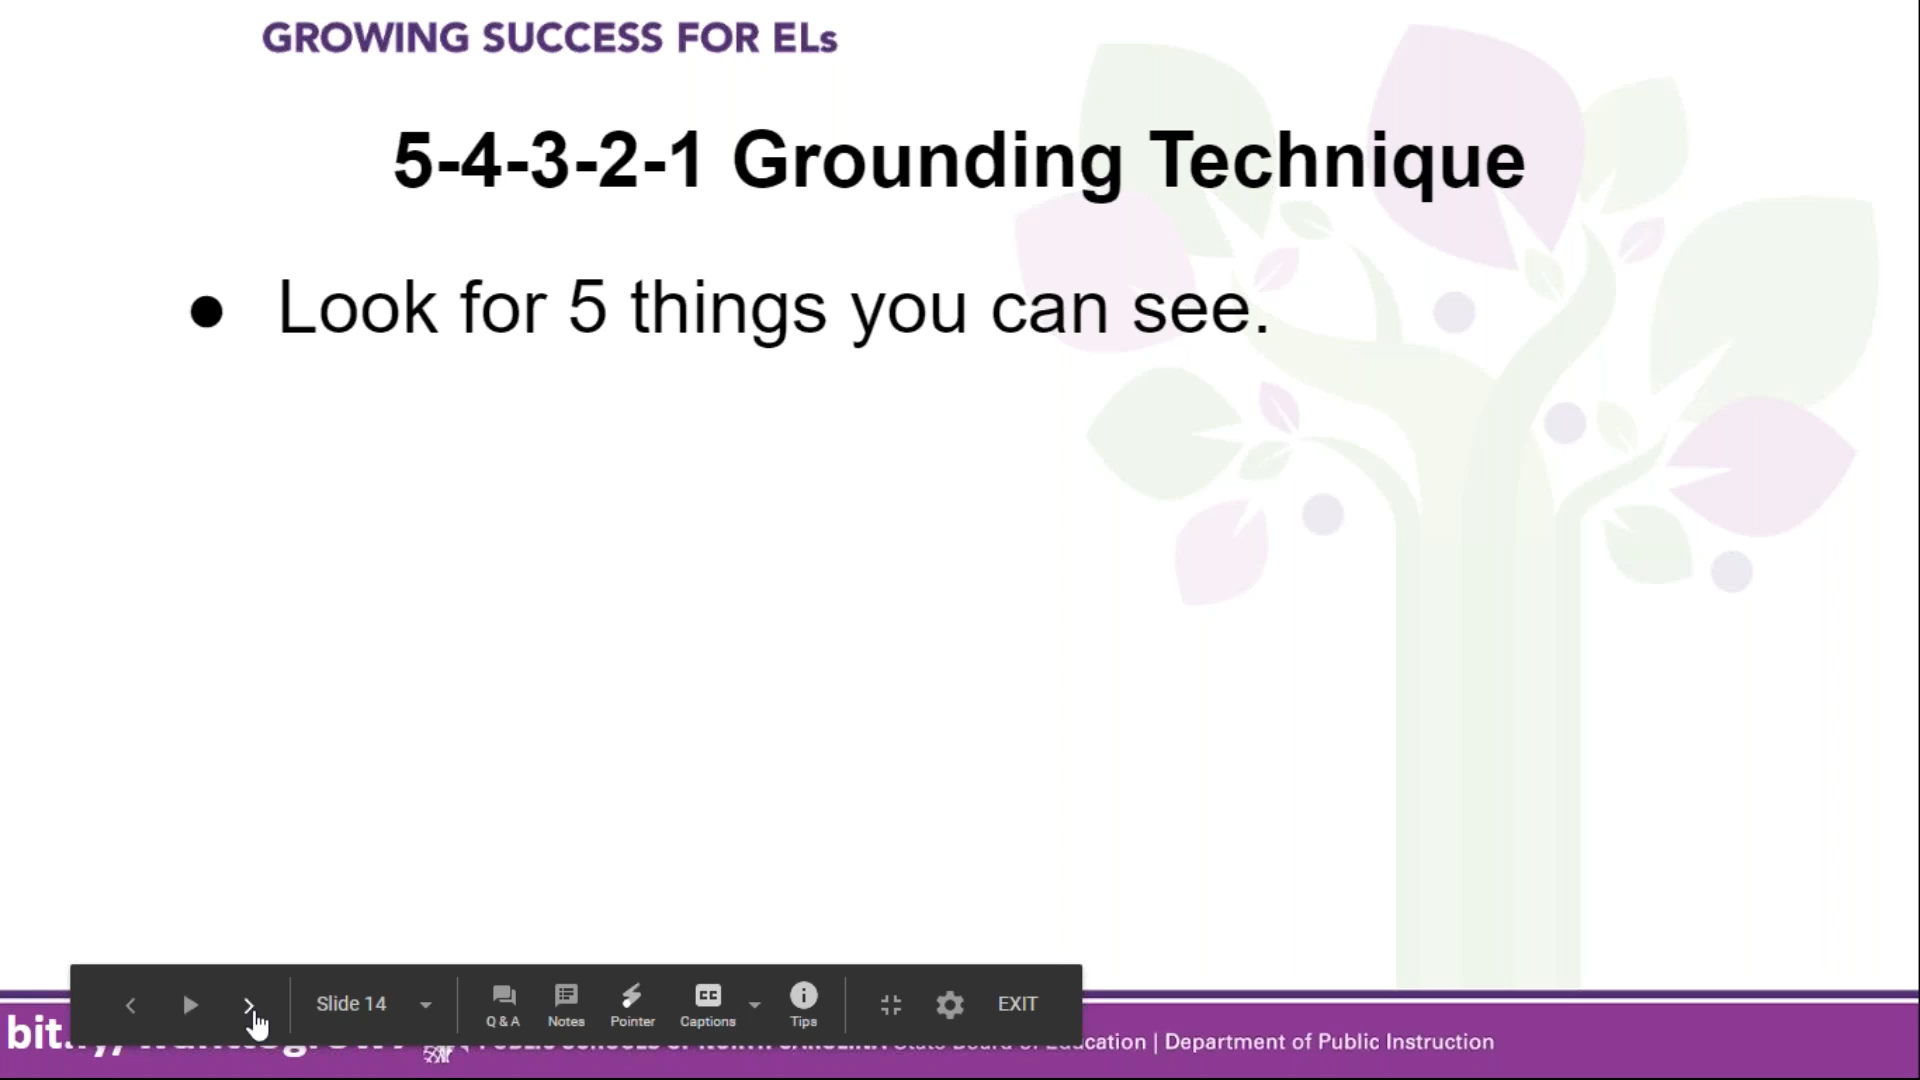 GROWING SUCCESS FOR ELs
5-4-3-2-1 Grounding Technique
● Look for 5 things you can see.
Slide 14
Q & A
Notes
Pointer
Captions
Tips
EXIT
PUBLIC SCHOOLS OF NORTH CAROLINA State Board of Education | Department of Public Instruction